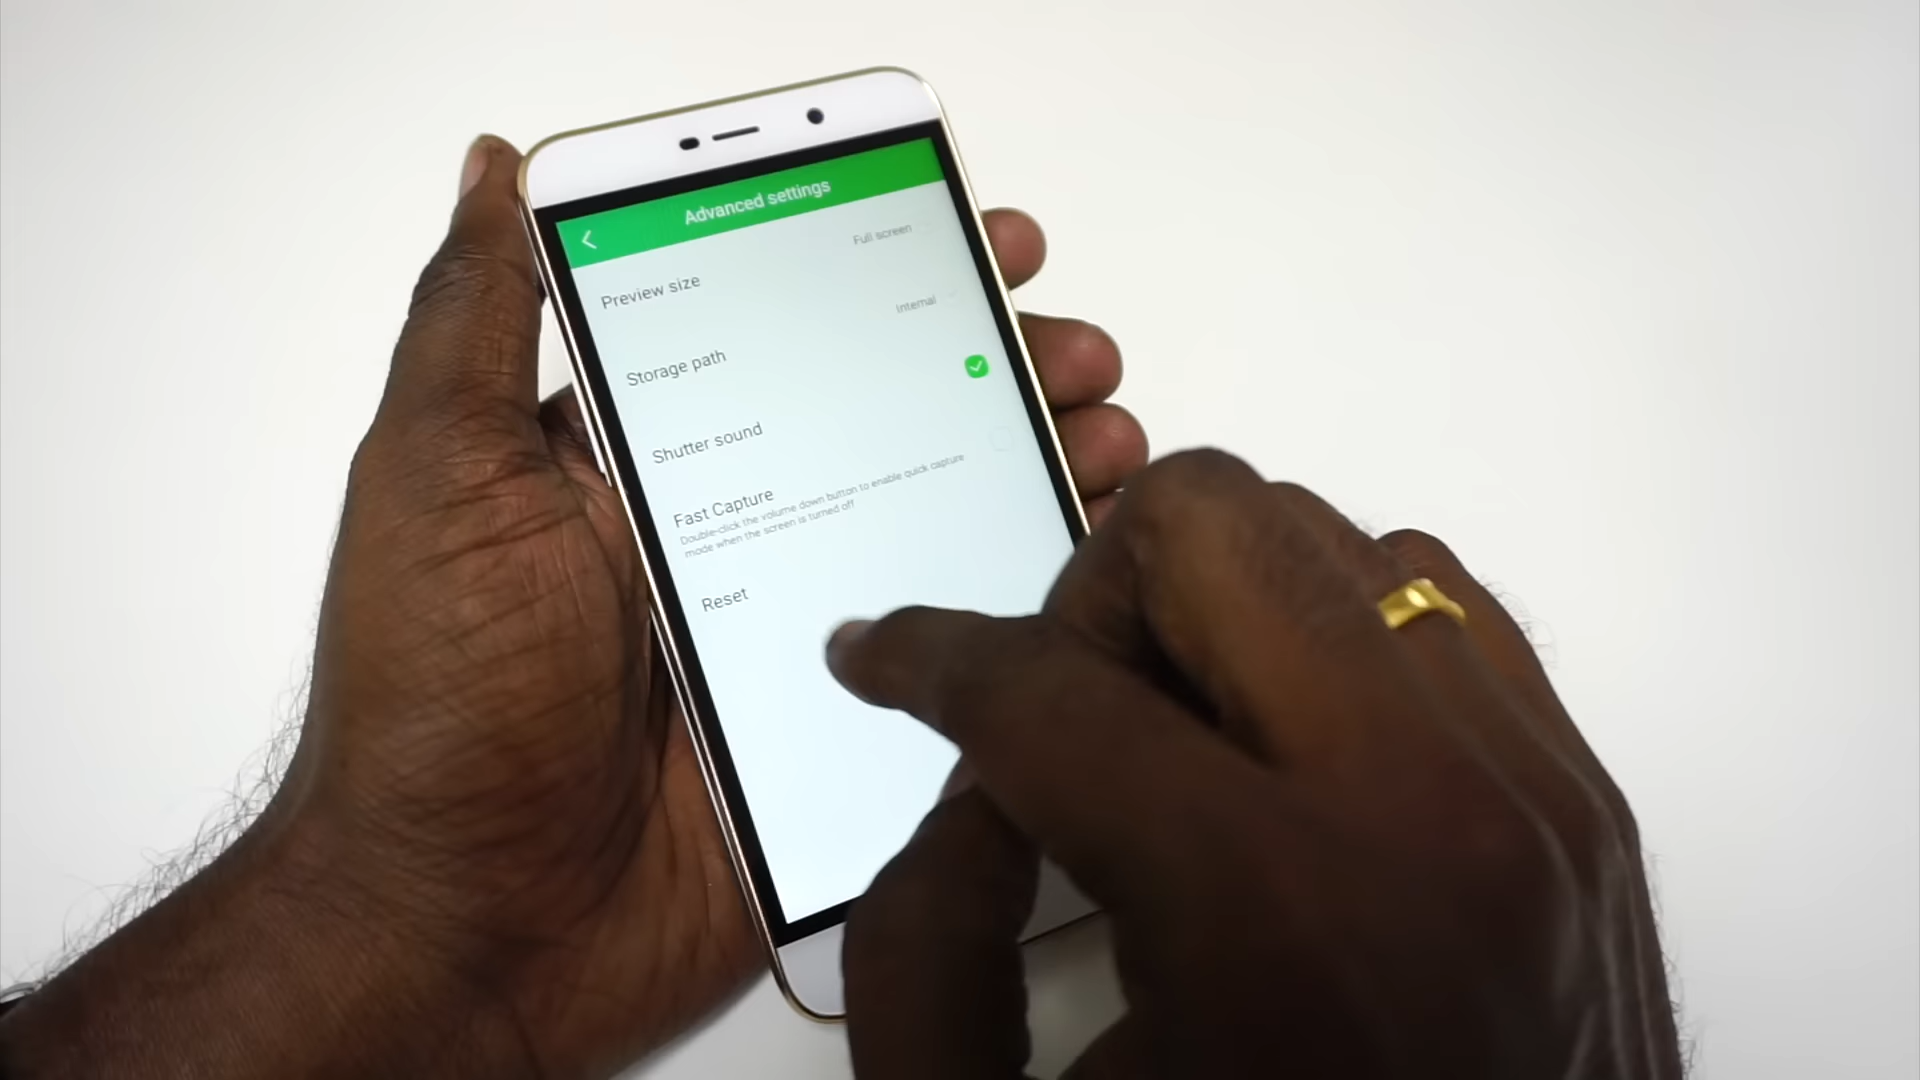 Advanced settings
Preview size
Full screen
Storage path
Internal
Shutter sound
Fast Capture
Double-click the volume down button to enable quick capture
mode when the screen is turned off
Reset